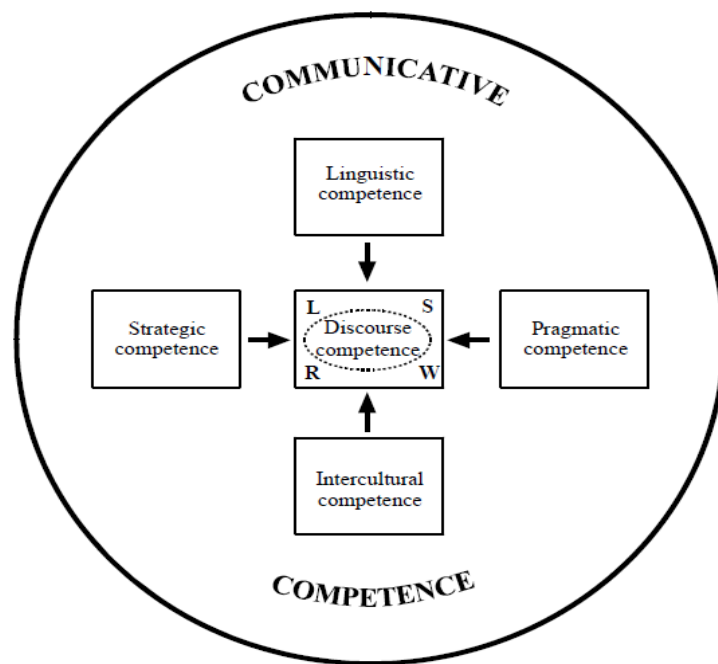 COMMUNICATIVE
Linguistic
competence
L S
Strategic
competence
Discourse
competence
Pragmatic
competence
R W
Intercultural
competence
COMPETENCE